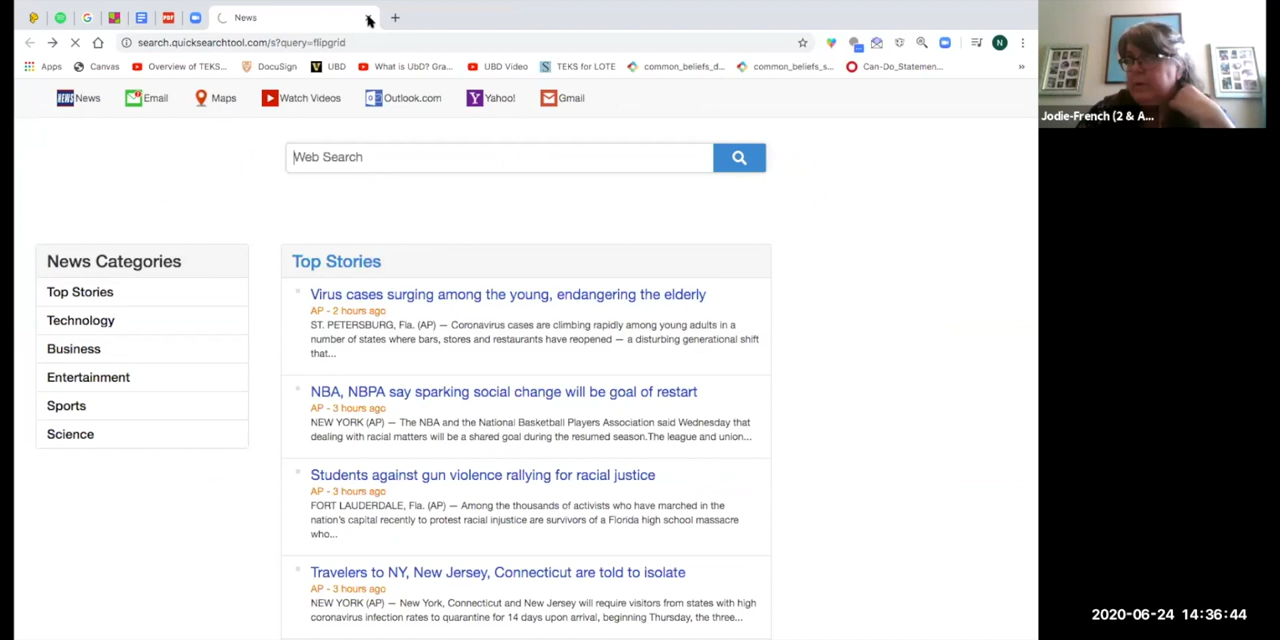 News
search.quicksearchtool.com/s?query=flipgrid
N
Apps Canvas Overview of TEKS... DocuSign UBD What is UbD? Gra... UBD Video TEKS for LOTE common_beliefs_d... common_beliefs_s... Can-Do_Statemen... »
NEWS News Email Maps Watch Videos Outlook.com Yahoo! Gmail
Jodie-French (2 & A...
Web Search
News Categories
Top Stories
Technology
Business
Entertainment
Sports
Science
Top Stories
Virus cases surging among the young, endangering the elderly
AP - 2 hours ago
ST. PETERSBURG, Fla. (AP) — Coronavirus cases are climbing rapidly among young adults in a
number of states where bars, stores and restaurants have reopened — a disturbing generational shift
that...
NBA, NBPA say sparking social change will be goal of restart
AP - 3 hours ago
NEW YORK (AP) — The NBA and the National Basketball Players Association said Wednesday that
dealing with racial matters will be a shared goal during the resumed season.The league and union...
Students against gun violence rallying for racial justice
AP - 3 hours ago
FORT LAUDERDALE, Fla. (AP) — Among the thousands of activists who have marched in the
nation's capital recently to protest racial injustice are survivors of a Florida high school massacre
who...
Travelers to NY, New Jersey, Connecticut are told to isolate
AP - 3 hours ago
NEW YORK (AP) — New York, Connecticut and New Jersey will require visitors from states with high
coronavirus infection rates to quarantine for 14 days upon arrival, beginning Thursday, the three...
2020-06-24 14:36:44